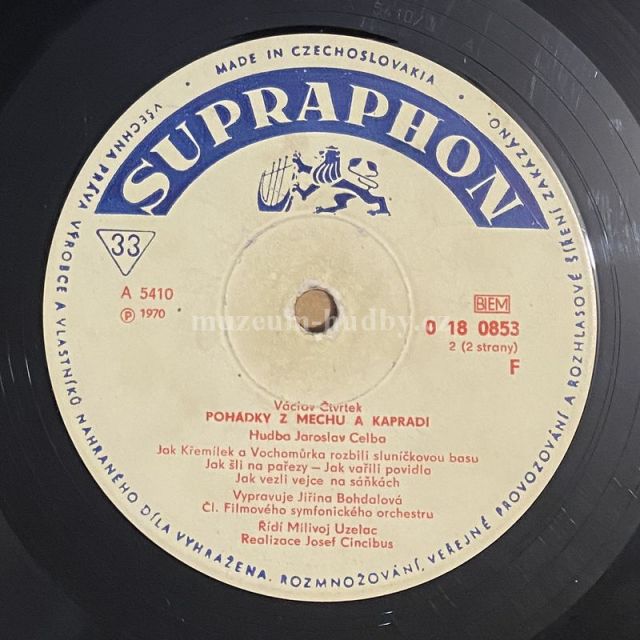 MADE IN CZECHOSLOVAKIA
SUPRAPHON
33
A 5410
Ⓟ 1970
BIEM
0 18 0853
2 (2 strany)
F
muzeum-hudby.cz
Václav Čtvrtek
POHÁDKY Z MECHU A KAPRADÍ
Hudba Jaroslav Celba
Jak Křemílek a Vochomůrka rozbili sluníčkovou basu
Jak šli na pařezy – Jak vařili povidlo
Jak vezli vejce na sáňkách
Vypravuje Jiřina Bohdalová
Čl. Filmového symfonického orchestru
Řídí Milivoj Uzelac
Realizace Josef Cincibus
VŠECHNA PRÁVA VÝROBCE A VLASTNÍKŮ NAHRANÉHO DÍLA VYHRAŽENA. ROZMNOŽOVÁNÍ, VEŘEJNÉ PROVOZOVÁNÍ A ROZHLASOVÉ ŠÍŘENÍ ZAKÁZÁNO.